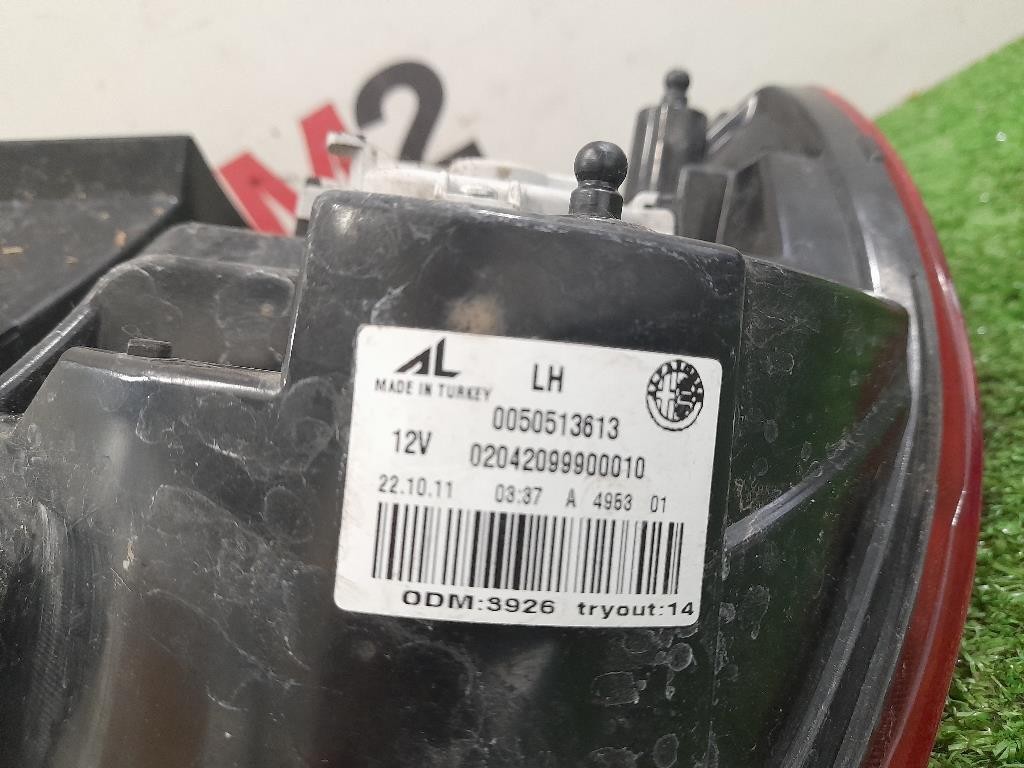 M2
AL
LH
MADE IN TURKEY
0050513613
12V
02042099900010
22.10.11 03:37 A 4953 01
ODM:3926 tryout:14